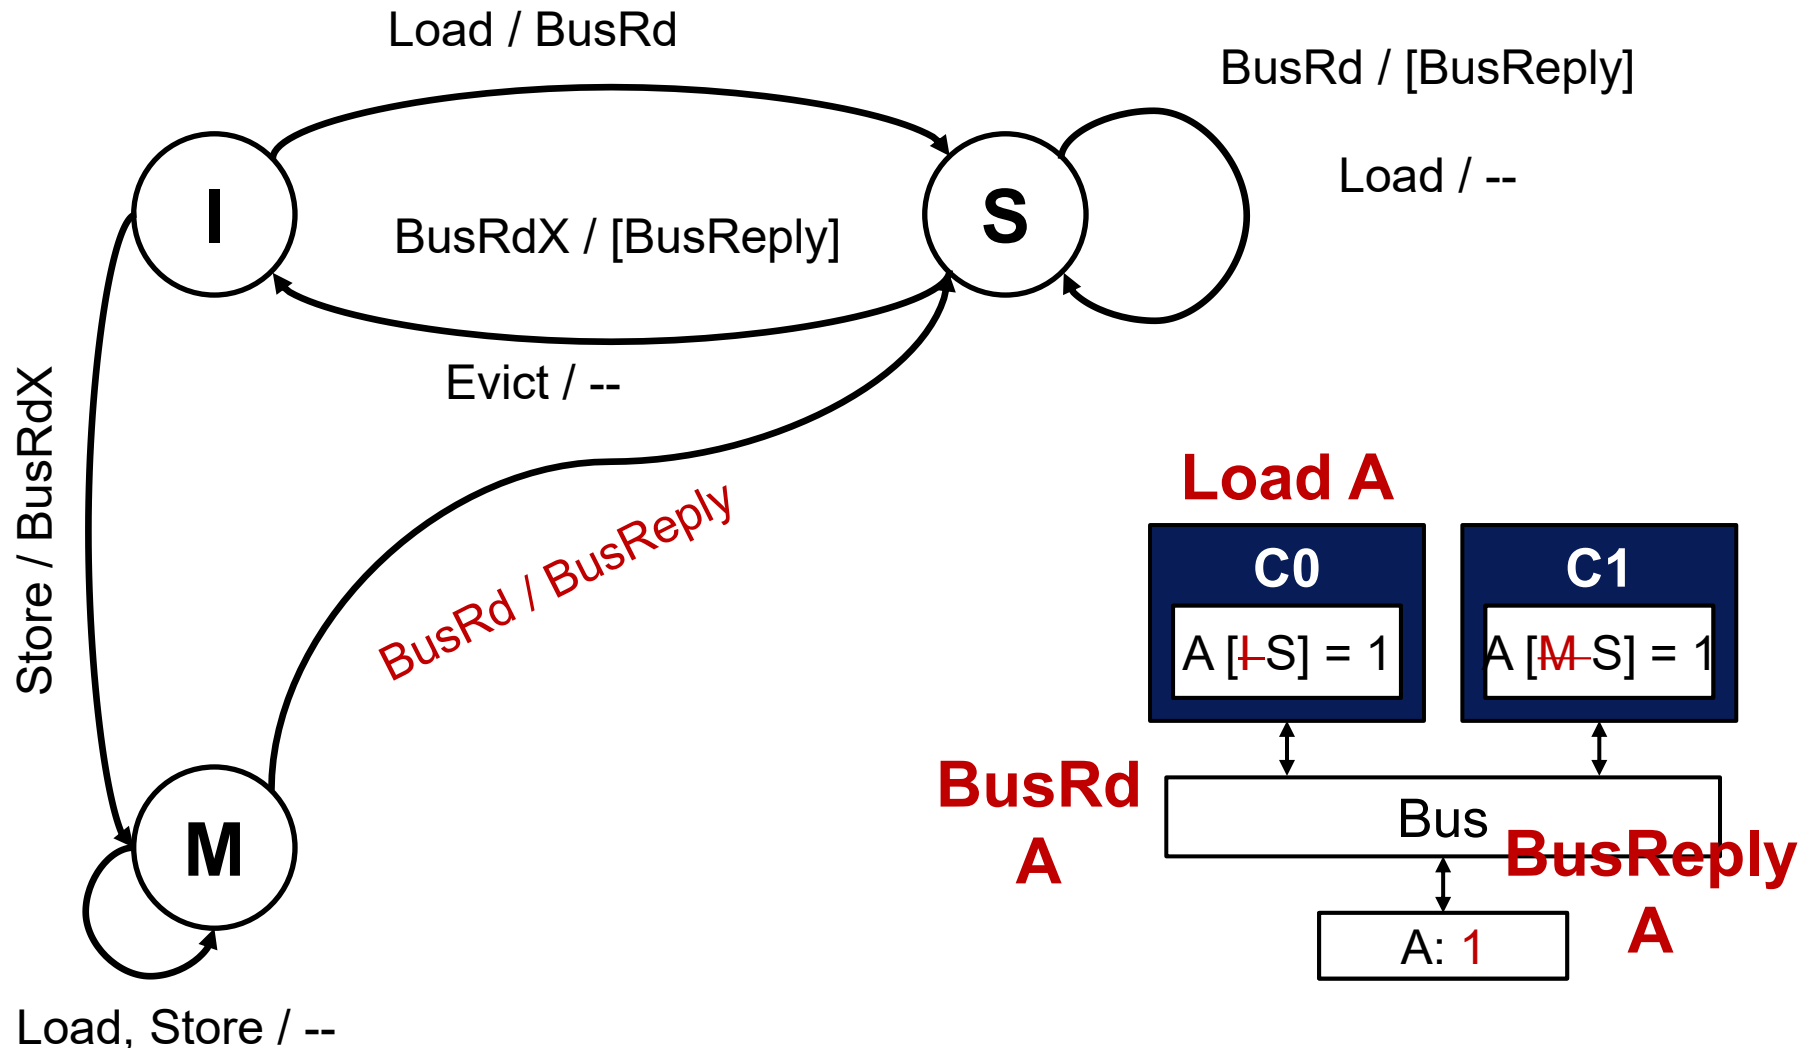 Load / BusRd
BusRd / [BusReply]
Load / --
I
S
BusRdX / [BusReply]
Evict / --
Store / BusRdX
BusRd / BusReply
M
Load, Store / --
Load A
C0
C1
A [I S] = 1
A [M S] = 1
BusRd
A
Bus
BusReply
A
A: 1